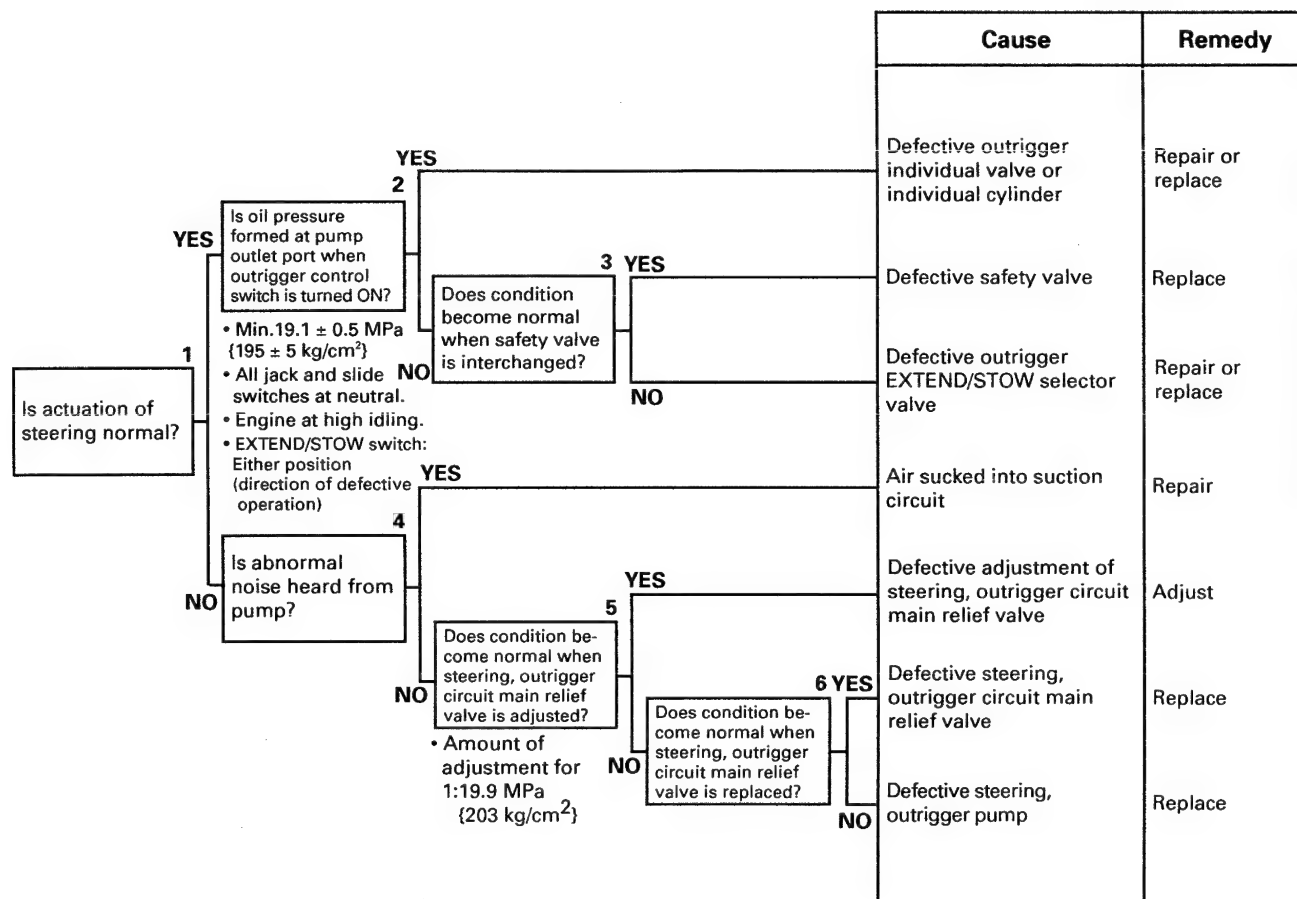 Cause
Remedy
YES
2
Is oil pressure
formed at pump
outlet port when
outrigger control
switch is turned ON?
YES
• Min.19.1 ± 0.5 MPa
{195 ± 5 kg/cm²}
• All jack and slide
switches at neutral.
• Engine at high idling.
• EXTEND/STOW switch:
Either position
(direction of defective
operation)
Defective outrigger
individual valve or
individual cylinder
Repair or
replace
3
YES
Does condition
become normal
when safety valve
is interchanged?
NO
NO
Defective safety valve
Replace
Defective outrigger
EXTEND/STOW selector
valve
Repair or
replace
1
Is actuation of
steering normal?
YES
4
Is abnormal
noise heard from
pump?
NO
Air sucked into suction
circuit
Repair
YES
5
Does condition be-
come normal when
steering, outrigger
circuit main relief
valve is adjusted?
NO
• Amount of
adjustment for
1:19.9 MPa
{203 kg/cm²}
Defective adjustment of
steering, outrigger circuit
main relief valve
Adjust
6 YES
Does condition be-
come normal when
steering, outrigger
circuit main relief
valve is replaced?
NO
NO
Defective steering,
outrigger circuit main
relief valve
Replace
Defective steering,
outrigger pump
Replace